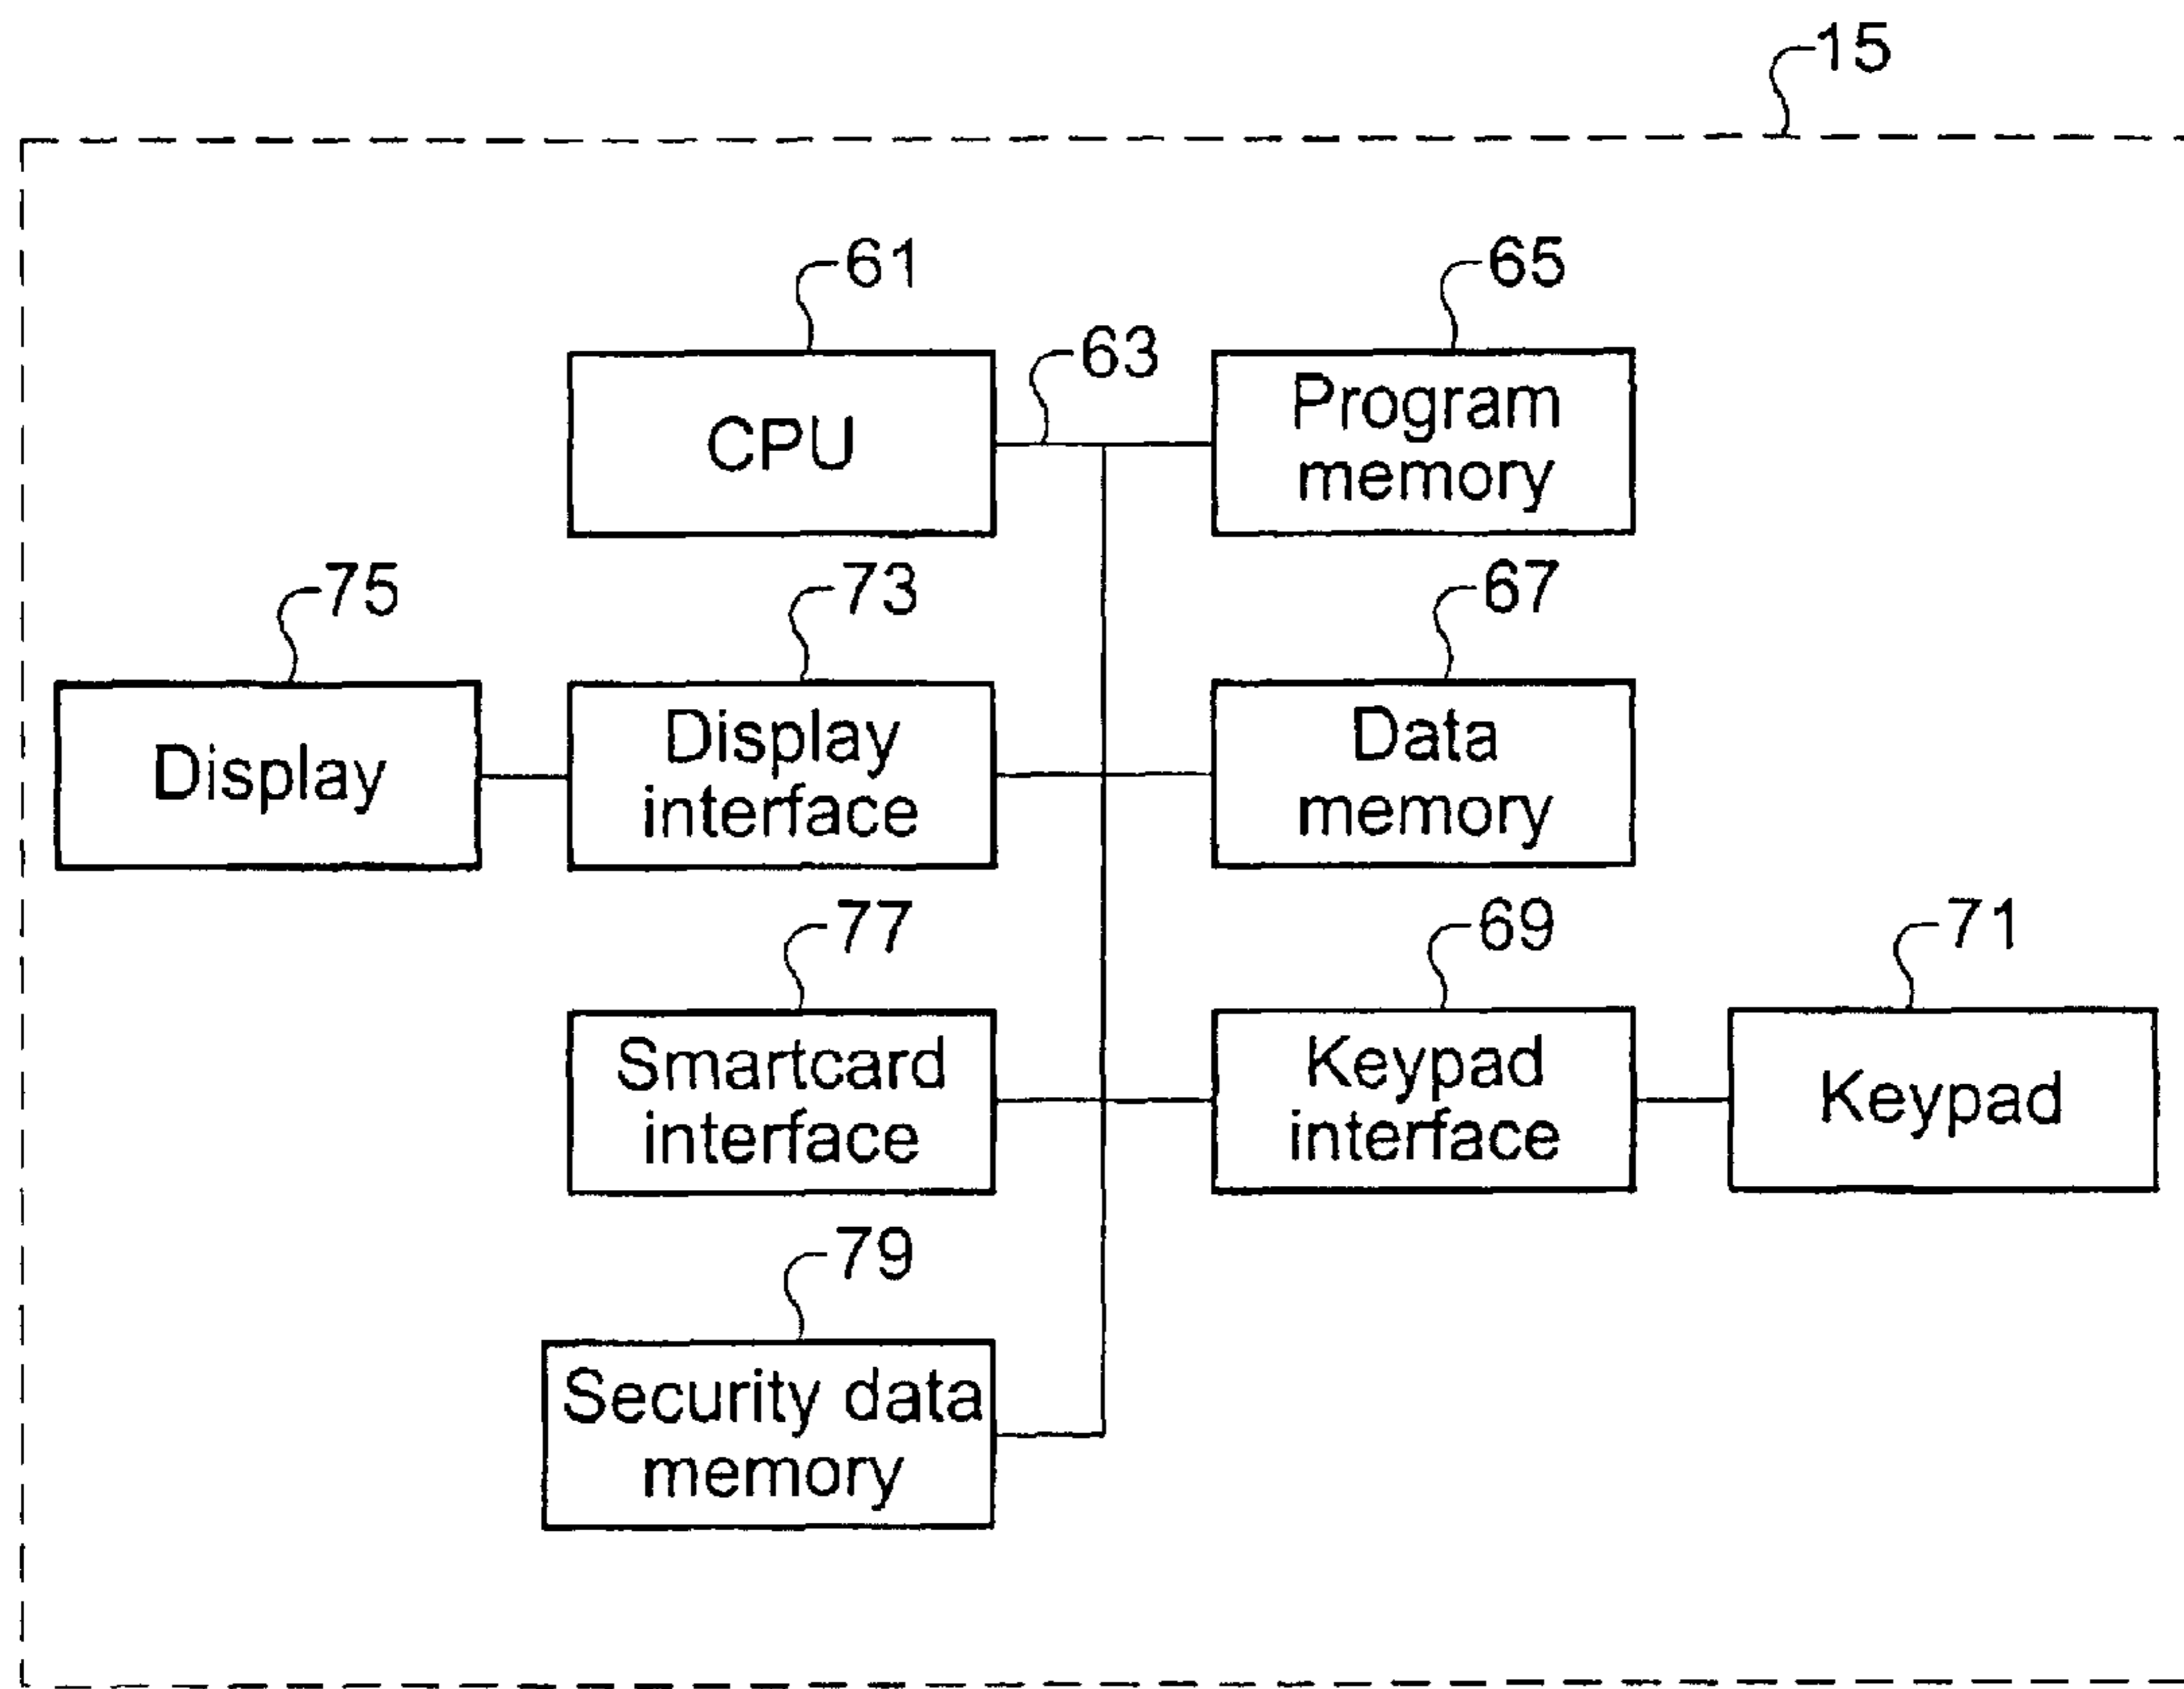 15
61
63
65
CPU
Program
memory
75
73
67
Display
Display
interface
Data
memory
77
69
71
Smartcard
interface
Keypad
interface
Keypad
79
Security data
memory